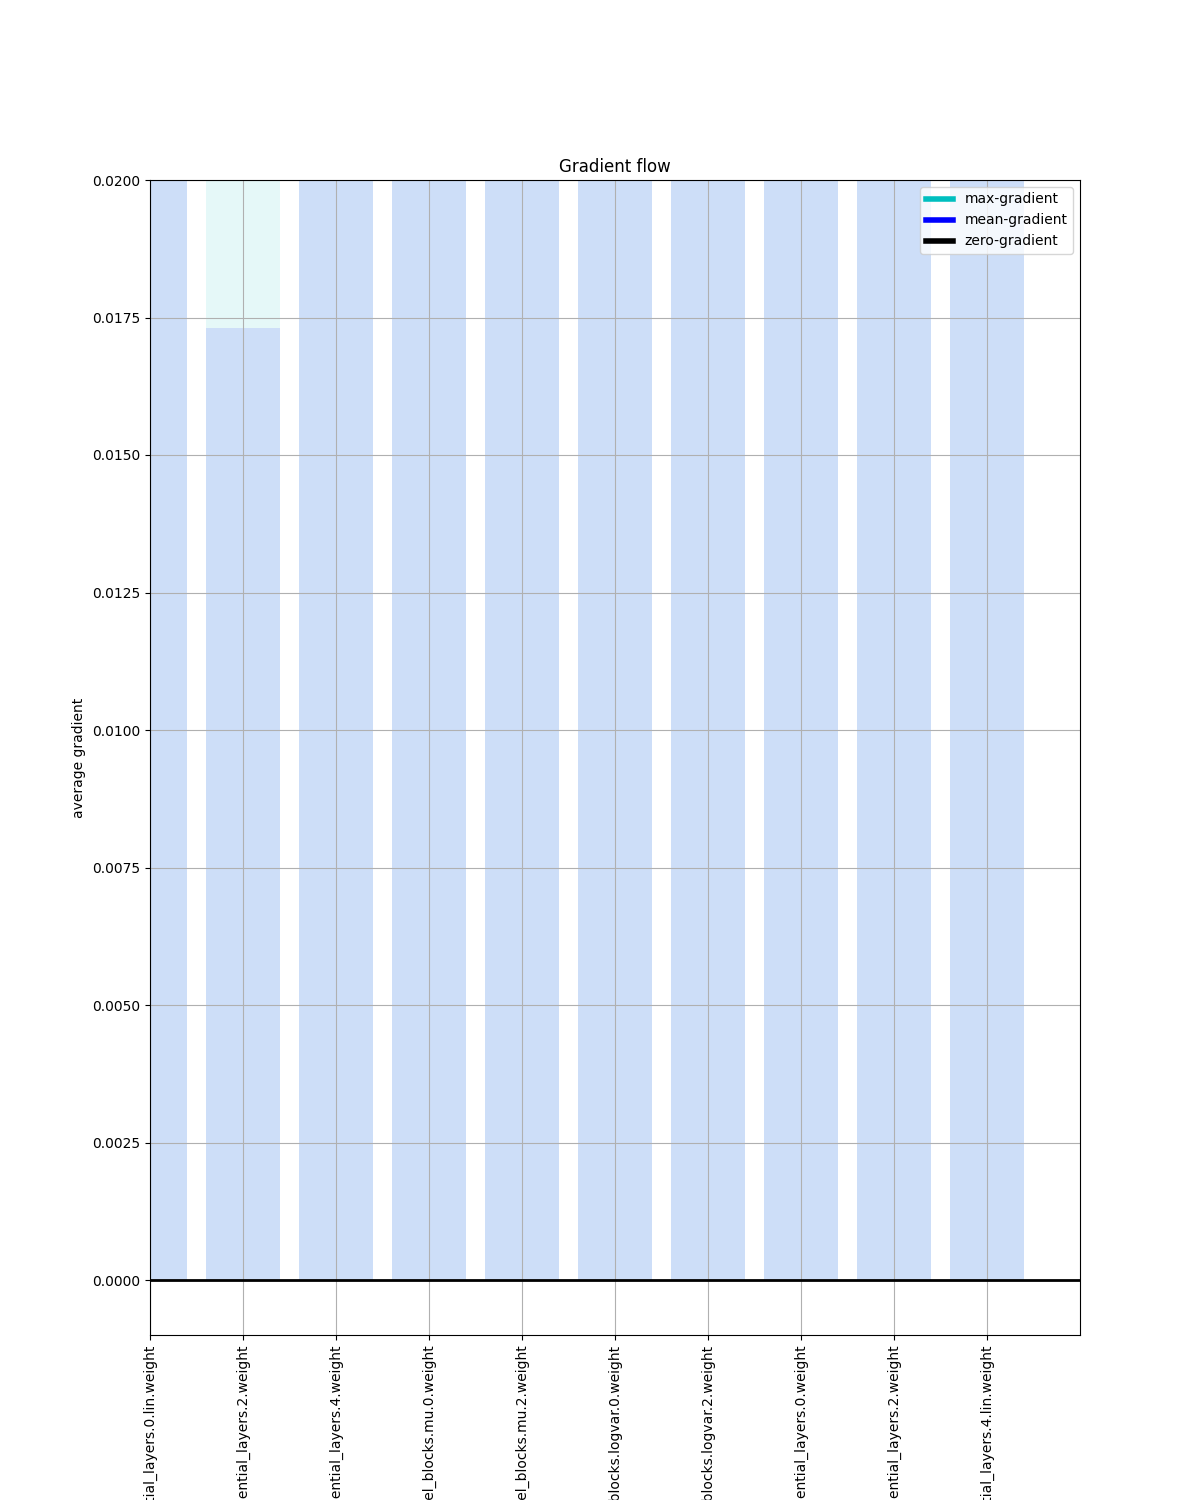 Gradient flow
max-gradient
mean-gradient
zero-gradient
average gradient
0.0200
0.0175
0.0150
0.0125
0.0100
0.0075
0.0050
0.0025
0.0000
tial_layers.0.lin.weight
ential_layers.2.weight
ential_layers.4.weight
el_blocks.mu.0.weight
el_blocks.mu.2.weight
blocks.logvar.0.weight
blocks.logvar.2.weight
ential_layers.0.weight
ential_layers.2.weight
tial_layers.4.lin.weight